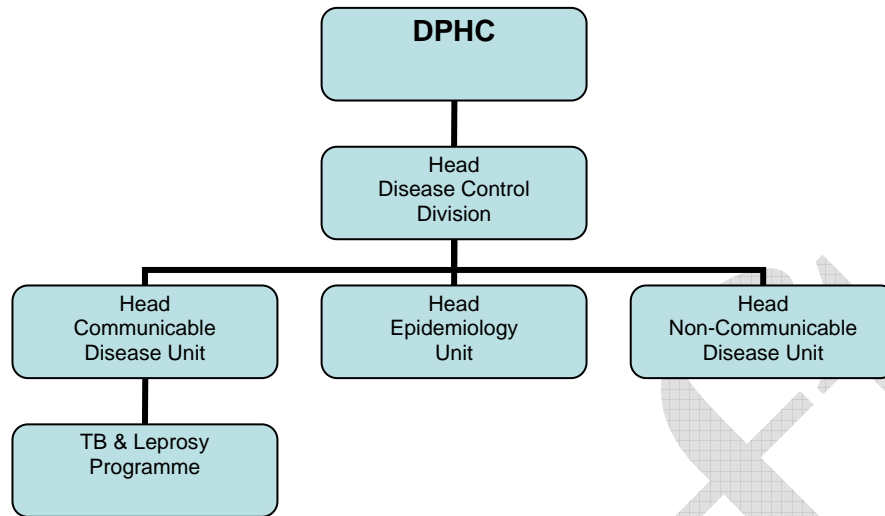 DPHC
Head
Disease Control
Division
Head
Communicable
Disease Unit
Head
Epidemiology
Unit
Head
Non-Communicable
Disease Unit
TB & Leprosy
Programme